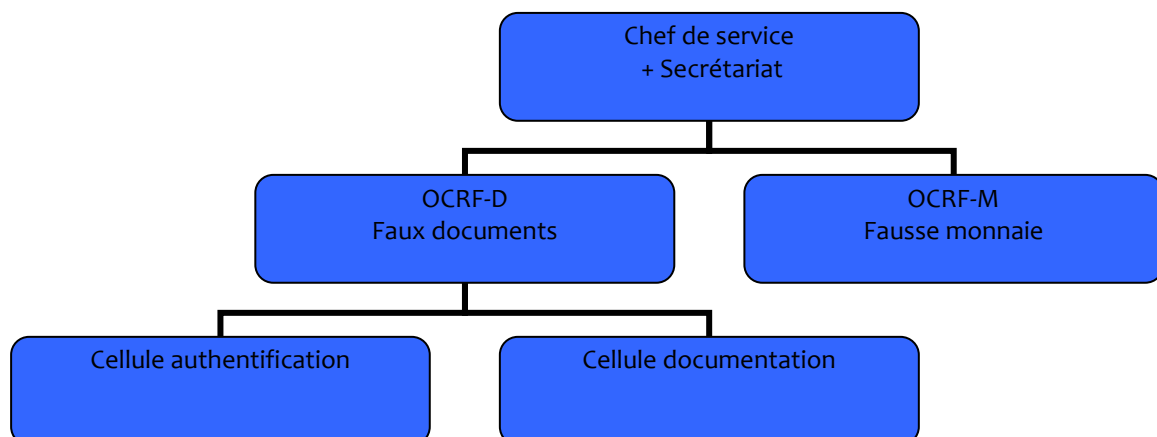 Chef de service
+ Secrétariat
OCRF-D
Faux documents
OCRF-M
Fausse monnaie
Cellule authentification
Cellule documentation